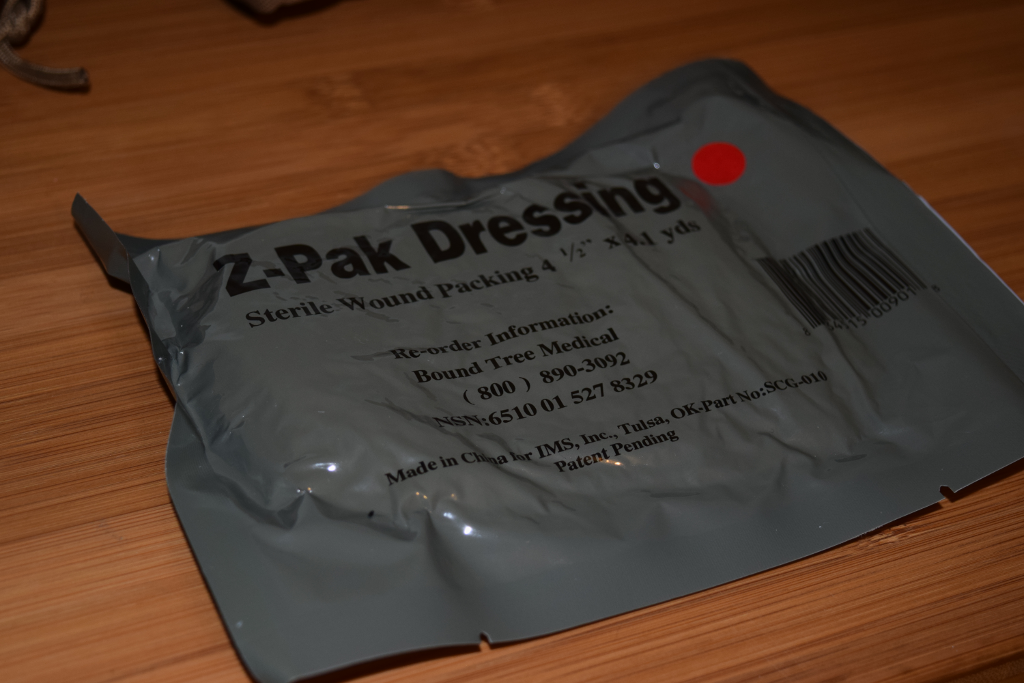 Z-Pak Dressing
Sterile Wound Packing 4 ½" x 4.1 yds
Re-order Information:
Bound Tree Medical
( 800 ) 890-3092
NSN:6510 01 527 8329
Made in China for IMS, Inc., Tulsa, OK-Part No:SCG-010
Patent Pending